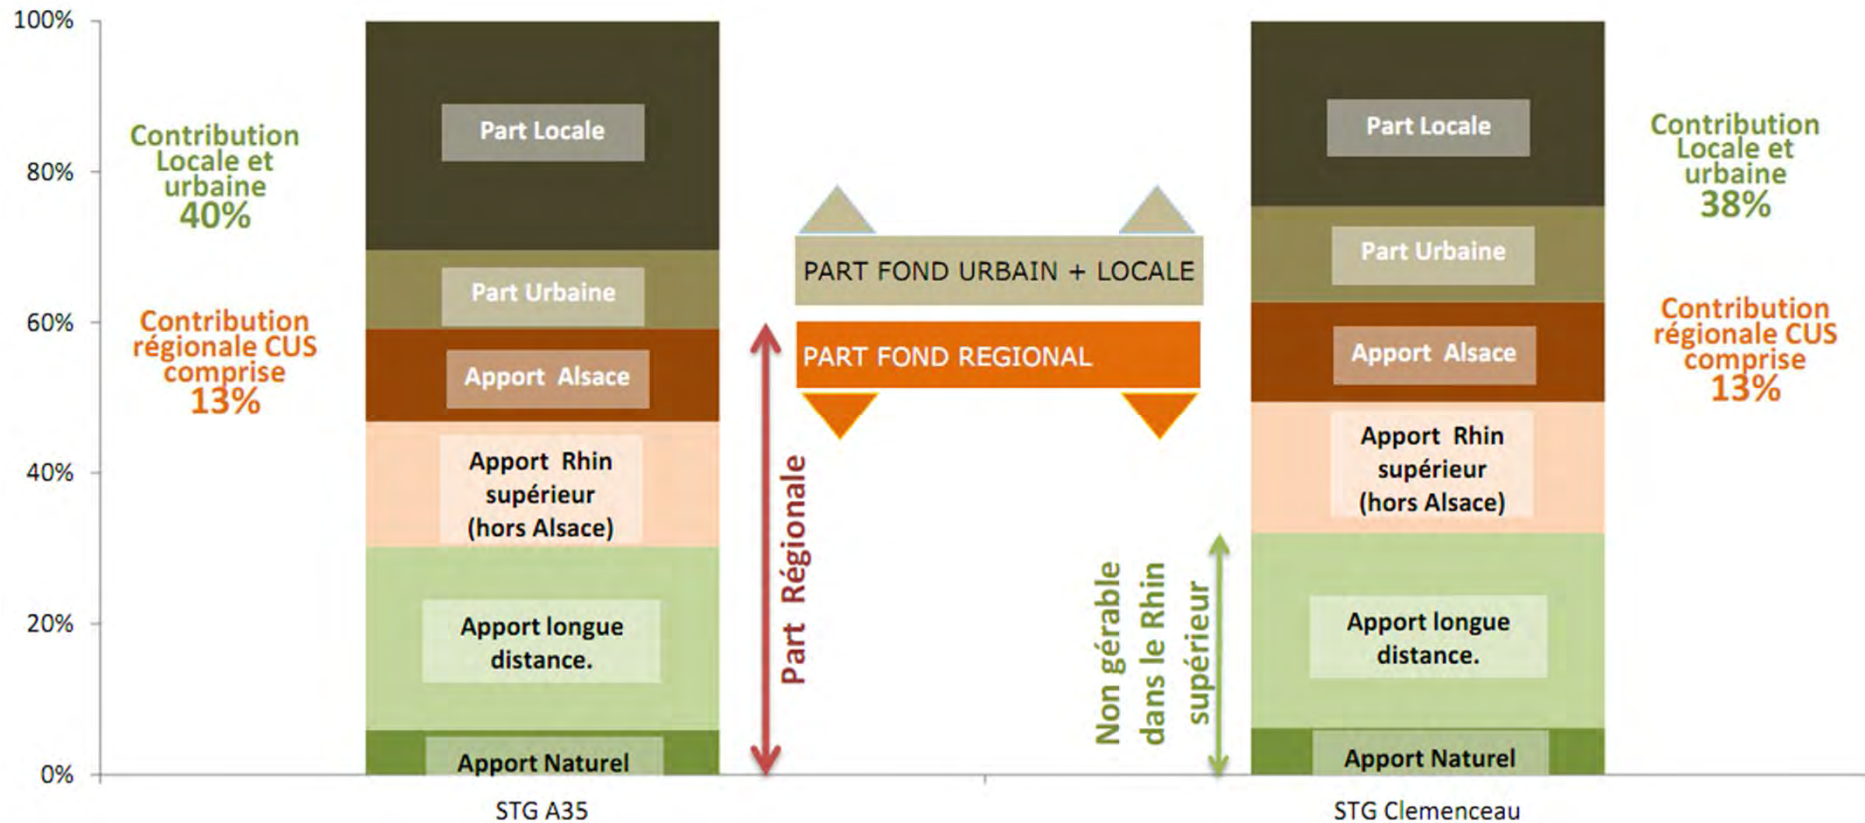 100%
80%
60%
40%
20%
0%
Contribution
Locale et
urbaine
40%
Contribution
régionale CUS
comprise
13%
Part Locale
Part Urbaine
Apport Alsace
Apport Rhin
supérieur
(hors Alsace)
Apport longue
distance.
Apport Naturel
STG A35
PART FOND URBAIN + LOCALE
PART FOND REGIONAL
Part Régionale
Non gérable
dans le Rhin
supérieur
Part Locale
Part Urbaine
Apport Alsace
Apport Rhin
supérieur
(hors Alsace)
Apport longue
distance.
Apport Naturel
STG Clemenceau
Contribution
Locale et
urbaine
38%
Contribution
régionale CUS
comprise
13%